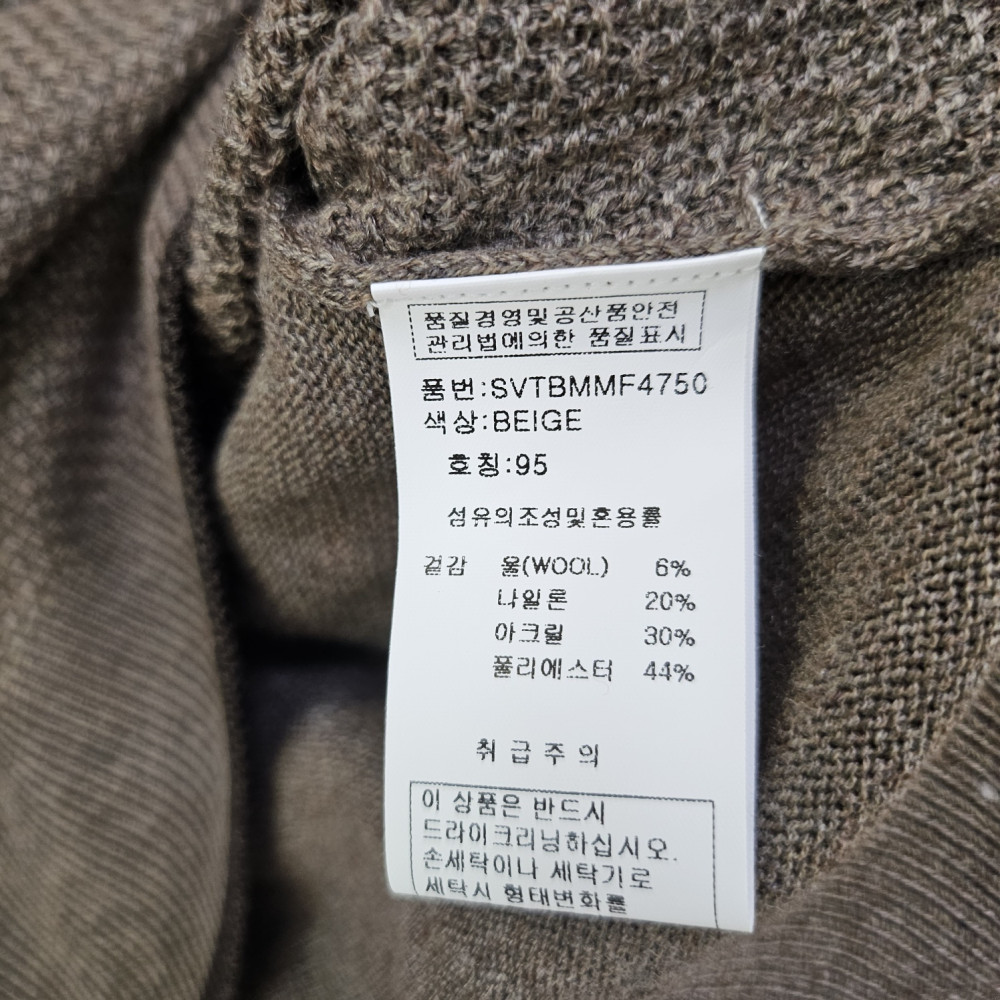 품질경영및공산품안전
관리법에의한 품질표시
품번:SVTBMMF4750
색상:BEIGE
호칭:95
섬유의조성및혼용률
겉감 울(WOOL) 6%
나일론 20%
아크릴 30%
폴리에스터 44%
취급주의
이 상품은 반드시
드라이크리닝하십시오.
손세탁이나 세탁기로
세탁시 형태변화를